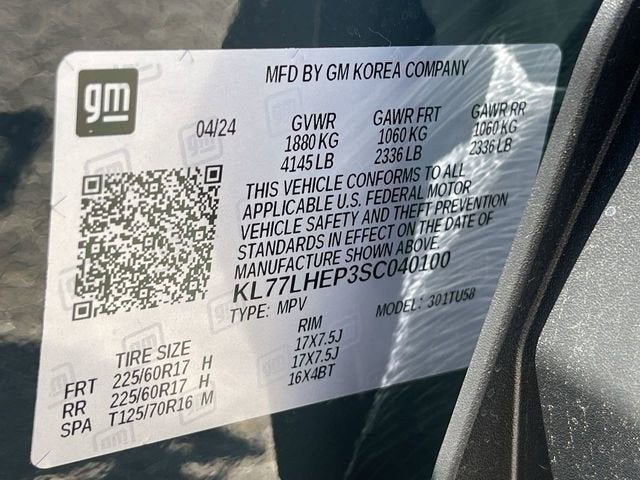 gm
MFD BY GM KOREA COMPANY
04/24 GVWR GAWR FRT GAWR RR
1880 KG 1060 KG 1060 KG
4145 LB 2336 LB 2336 LB
THIS VEHICLE CONFORMS TO ALL
APPLICABLE U.S. FEDERAL MOTOR
VEHICLE SAFETY AND THEFT PREVENTION
STANDARDS IN EFFECT ON THE DATE OF
MANUFACTURE SHOWN ABOVE.
KL77LHEP3SC040100
TYPE: MPV MODEL: 301TU58
TIRE SIZE RIM
FRT 225/60R17 H 17X7.5J
RR 225/60R17 H 17X7.5J
SPA T125/70R16 M 16X4BT